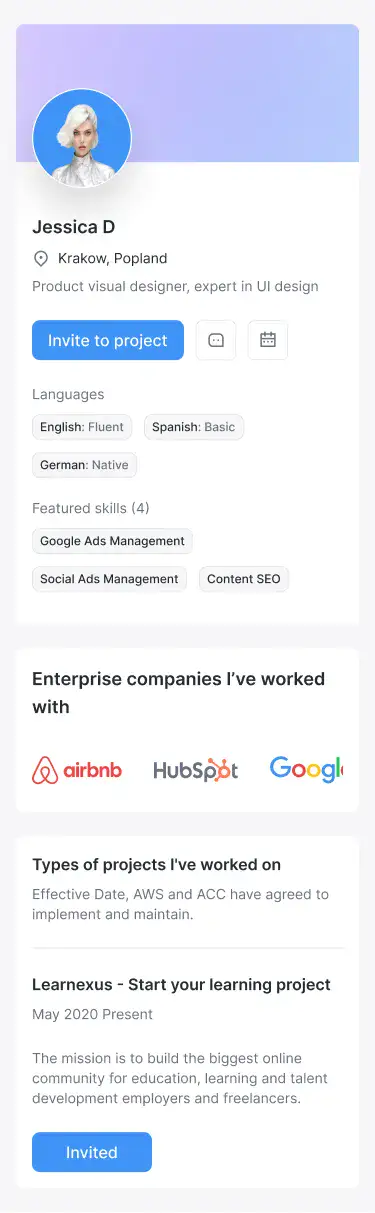 Jessica D
Krakow, Popland
Product visual designer, expert in UI design
Invite to project
Languages
English: Fluent
Spanish: Basic
German: Native
Featured skills (4)
Google Ads Management
Social Ads Management
Content SEO
Enterprise companies I’ve worked
with
airbnb
HubSpot
Googl
Types of projects I've worked on
Effective Date, AWS and ACC have agreed to
implement and maintain.
Learnexus - Start your learning project
May 2020 Present
The mission is to build the biggest online
community for education, learning and talent
development employers and freelancers.
Invited